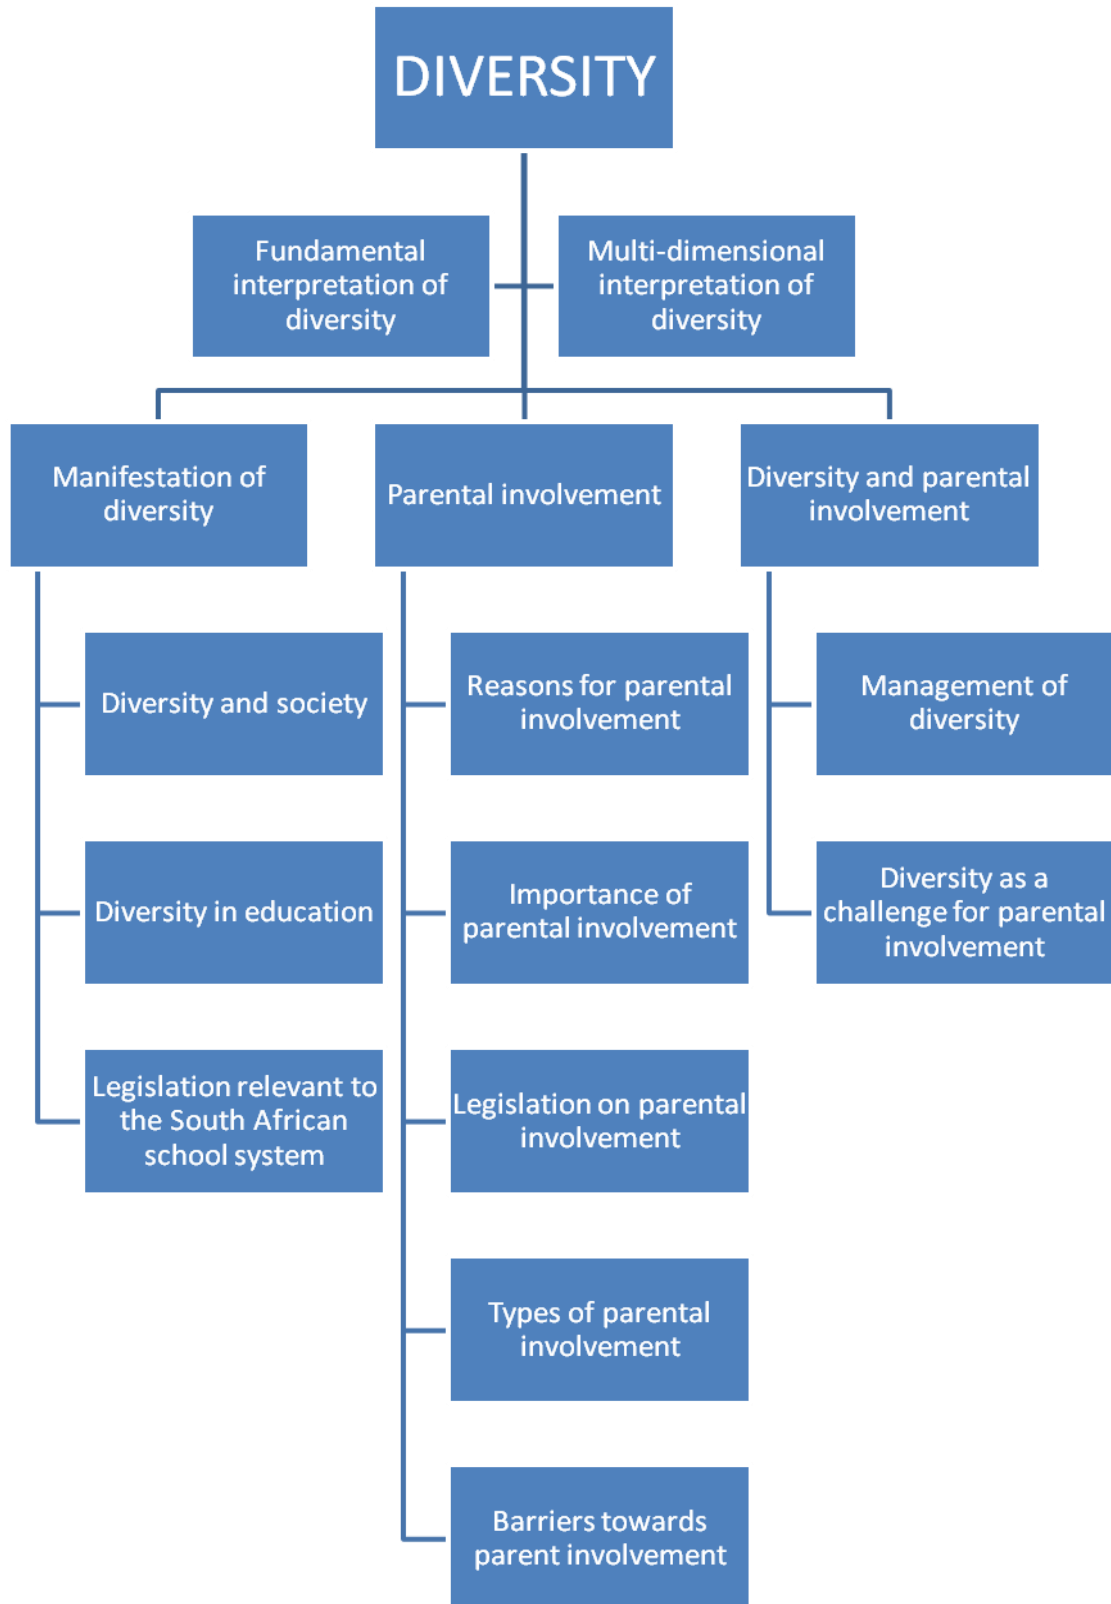 DIVERSITY
Fundamental
interpretation of
diversity
Multi-dimensional
interpretation of
diversity
Manifestation of
diversity
Parental involvement
Diversity and parental
involvement
Diversity and society
Diversity in education
Legislation relevant to
the South African
school system
Reasons for parental
involvement
Importance of
parental involvement
Legislation on parental
involvement
Types of parental
involvement
Barriers towards
parent involvement
Management of
diversity
Diversity as a
challenge for parental
involvement